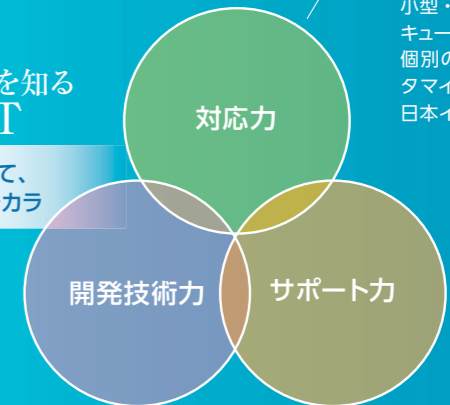 を知る
T
て、
カラ
対応力
開発技術力
サポート力
小型・
キュー
個別の
タマイ
日本イ